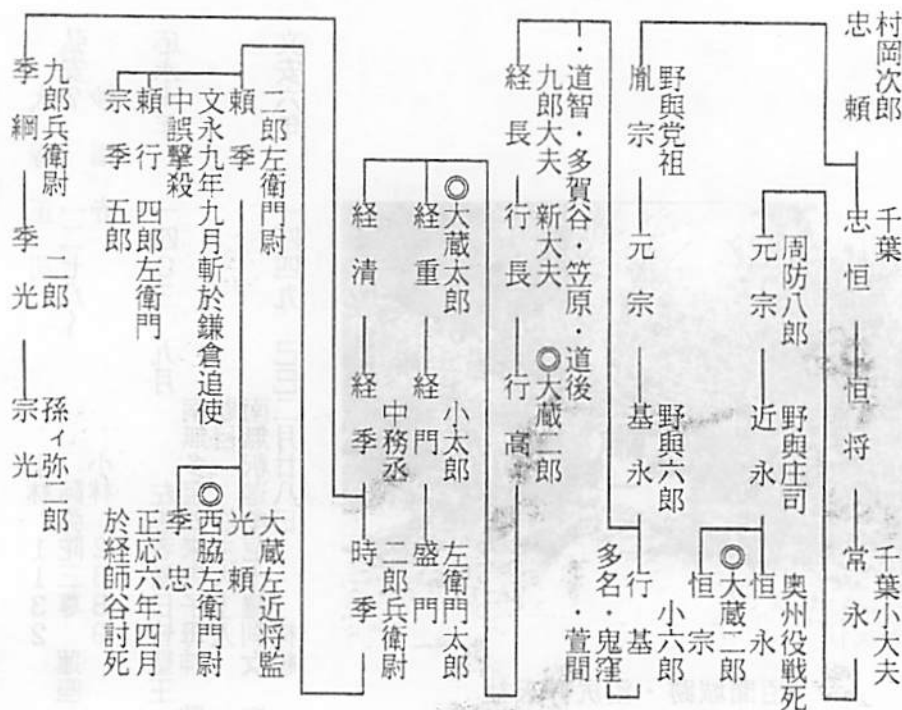 村岡次郎
忠頼
千葉
忠恒
恒将
千葉小大夫
常永
周防八郎
元宗
野與庄司
近永
奥州役戦死
恒永
◎大蔵二郎
恒宗
野與党祖
胤宗
元宗
野與六郎
基永
小六郎
行基
多名・鬼窪・萱間
・道智・多賀谷・笠原・道後
九郎大夫
経長
新大夫
行長
◎大蔵二郎
行高
◎大蔵太郎
経重
小太郎
経門
左衛門太郎
盛門
経清
中務丞
経季
二郎兵衛尉
時季
二郎左衛門尉
頼季
文永九年九月斬於鎌倉追使
中誤撃殺
大蔵左近将監
光頼
◎西脇左衛門尉
季忠
正応六年四月
於経師谷討死
頼行 四郎左衛門
宗季 五郎
九郎兵衛尉
季綱
二郎
季光
孫ィ弥二郎
宗光